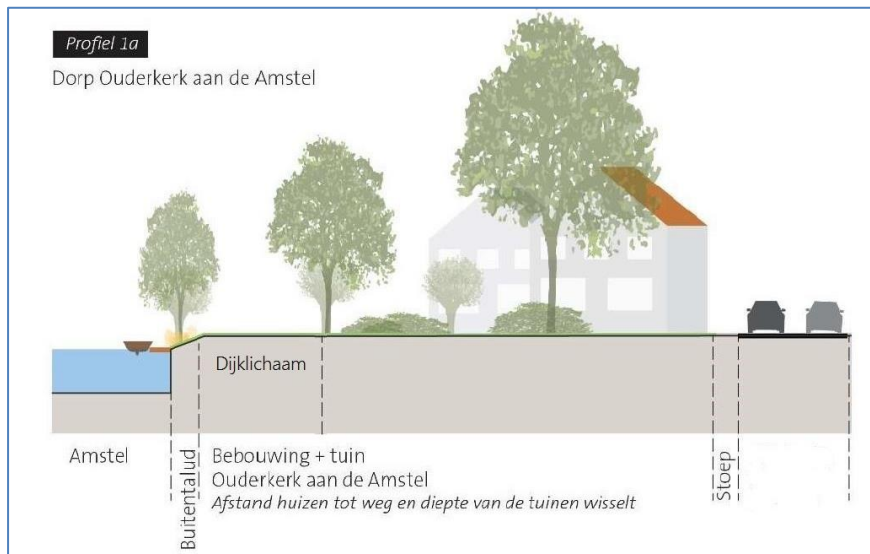 Profiel 1a
Dorp Ouderkerk aan de Amstel
Dijklichaam
Amstel
Buitentalud
Bebouwing + tuin
Ouderkerk aan de Amstel
Afstand huizen tot weg en diepte van de tuinen wisselt
Stoep